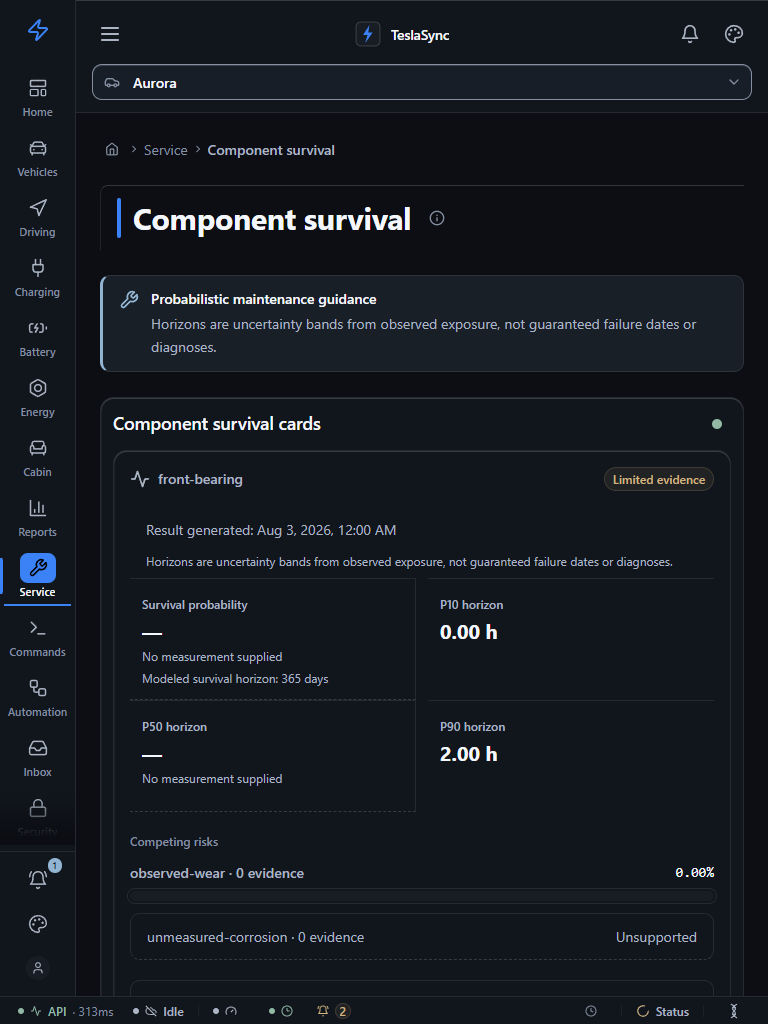 TeslaSync
Aurora
Home
Vehicles
Driving
Charging
Battery
Energy
Cabin
Reports
Service
Commands
Automation
Inbox
Security
1
Service
Component survival
Component survival
Probabilistic maintenance guidance
Horizons are uncertainty bands from observed exposure, not guaranteed failure dates or
diagnoses.
Component survival cards
front-bearing
Limited evidence
Result generated: Aug 3, 2026, 12:00 AM
Horizons are uncertainty bands from observed exposure, not guaranteed failure dates or diagnoses.
Survival probability
—
No measurement supplied
Modeled survival horizon: 365 days
P10 horizon
0.00 h
P50 horizon
—
No measurement supplied
P90 horizon
2.00 h
Competing risks
observed-wear · 0 evidence 0.00%
unmeasured-corrosion · 0 evidence Unsupported
API · 313ms Idle 2 Status